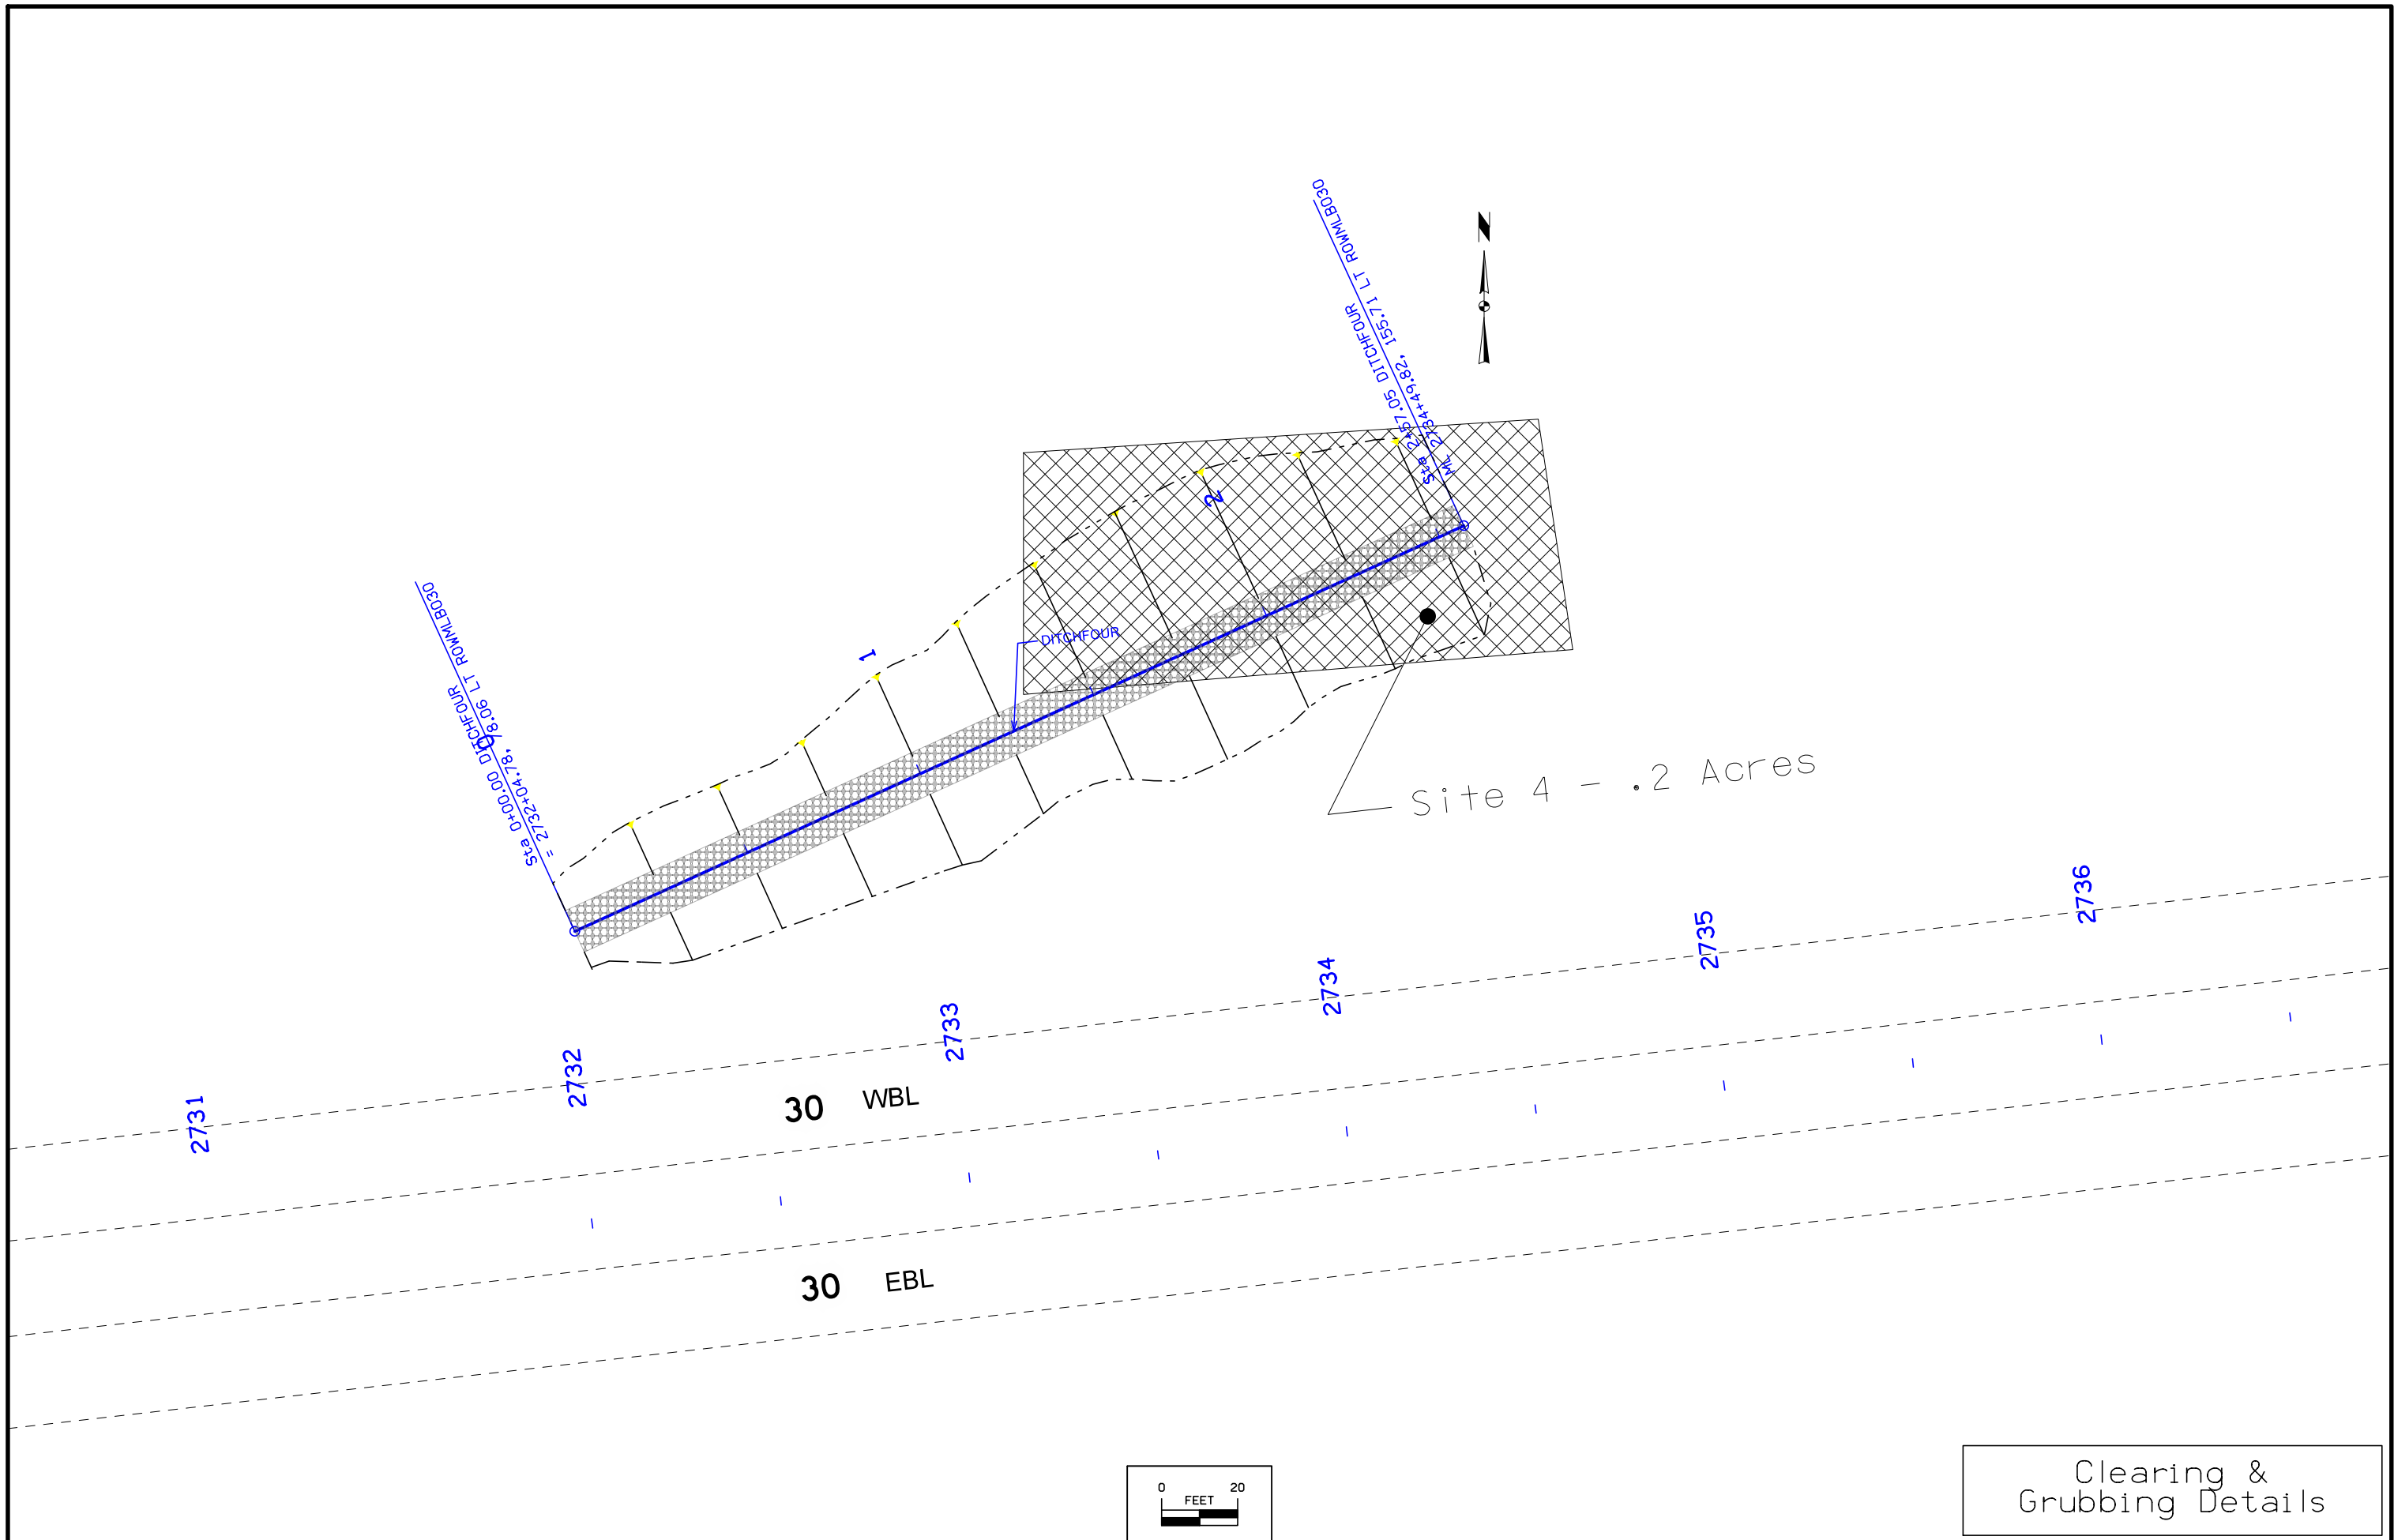 N
Sta 2+57.05 DITCHFOUR
ML 2734+49.82, 155.71 LT ROWMLB030
2
1
0
DITCHFOUR
Sta 0+00.00 DITCHFOUR
= 2732+04.78, 78.06 LT ROWMLB030
Site 4 - .2 Acres
2731
2732
2733
2734
2735
2736
30 WBL
30 EBL
0 20
FEET
Clearing &
Grubbing Details